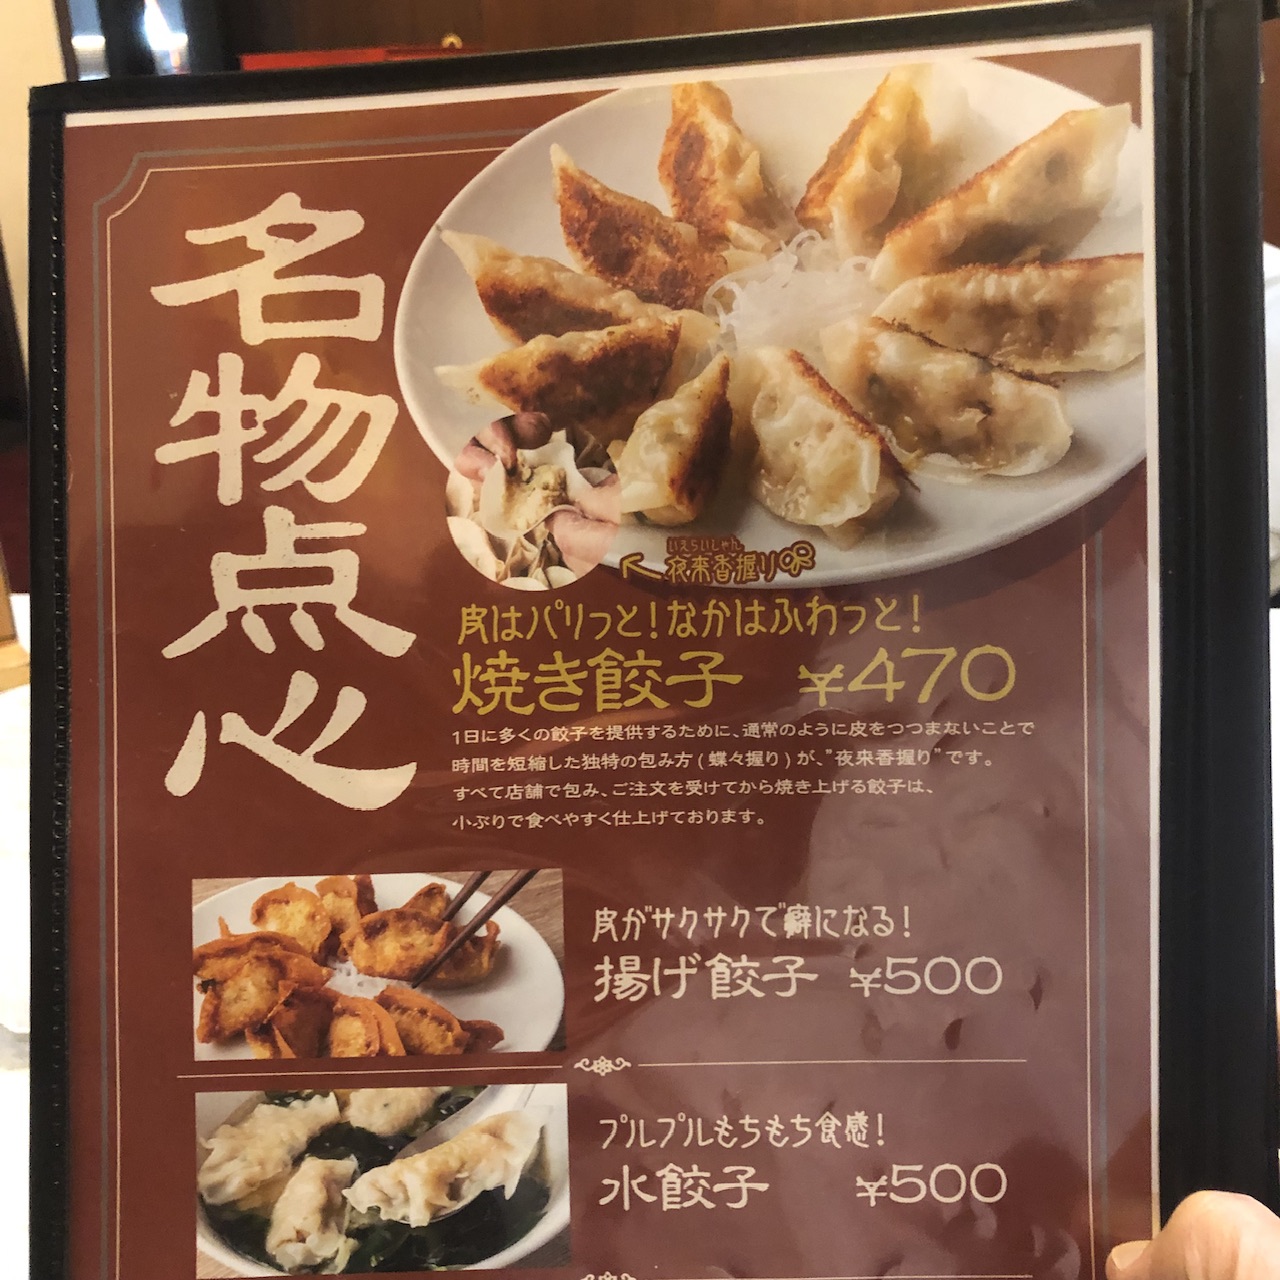 名物点心
いえらいしゃん
夜来香握り
皮はパリっと!なかはふわっと!
焼き餃子 ¥470
1日に多くの餃子を提供するために、通常のように皮をつつまないことで
時間を短縮した独特の包み方(蝶々握り)が、"夜来香握り"です。
すべて店舗で包み、ご注文を受けてから焼き上げる餃子は、
小ぶりで食べやすく仕上げております。
皮がサクサクで癖になる!
揚げ餃子 ¥500
プルプルもちもち食感!
水餃子 ¥500